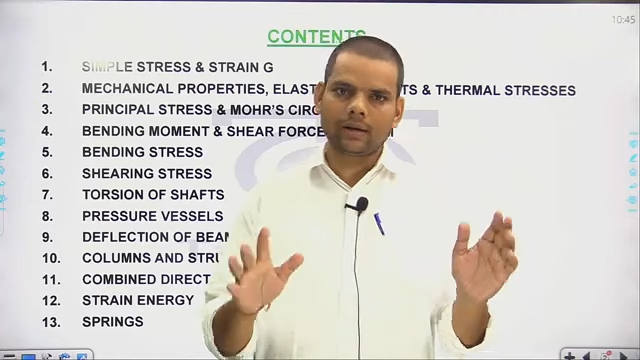 10:45
CONTENTS
1. SIMPLE STRESS & STRAIN G
2. MECHANICAL PROPERTIES, ELAST TS & THERMAL STRESSES
3. PRINCIPAL STRESS & MOHR'S CIRC
4. BENDING MOMENT & SHEAR FORCE
5. BENDING STRESS
6. SHEARING STRESS
7. TORSION OF SHAFTS
8. PRESSURE VESSELS
9. DEFLECTION OF BEAM
10. COLUMNS AND STRU
11. COMBINED DIRECT
12. STRAIN ENERGY
13. SPRINGS